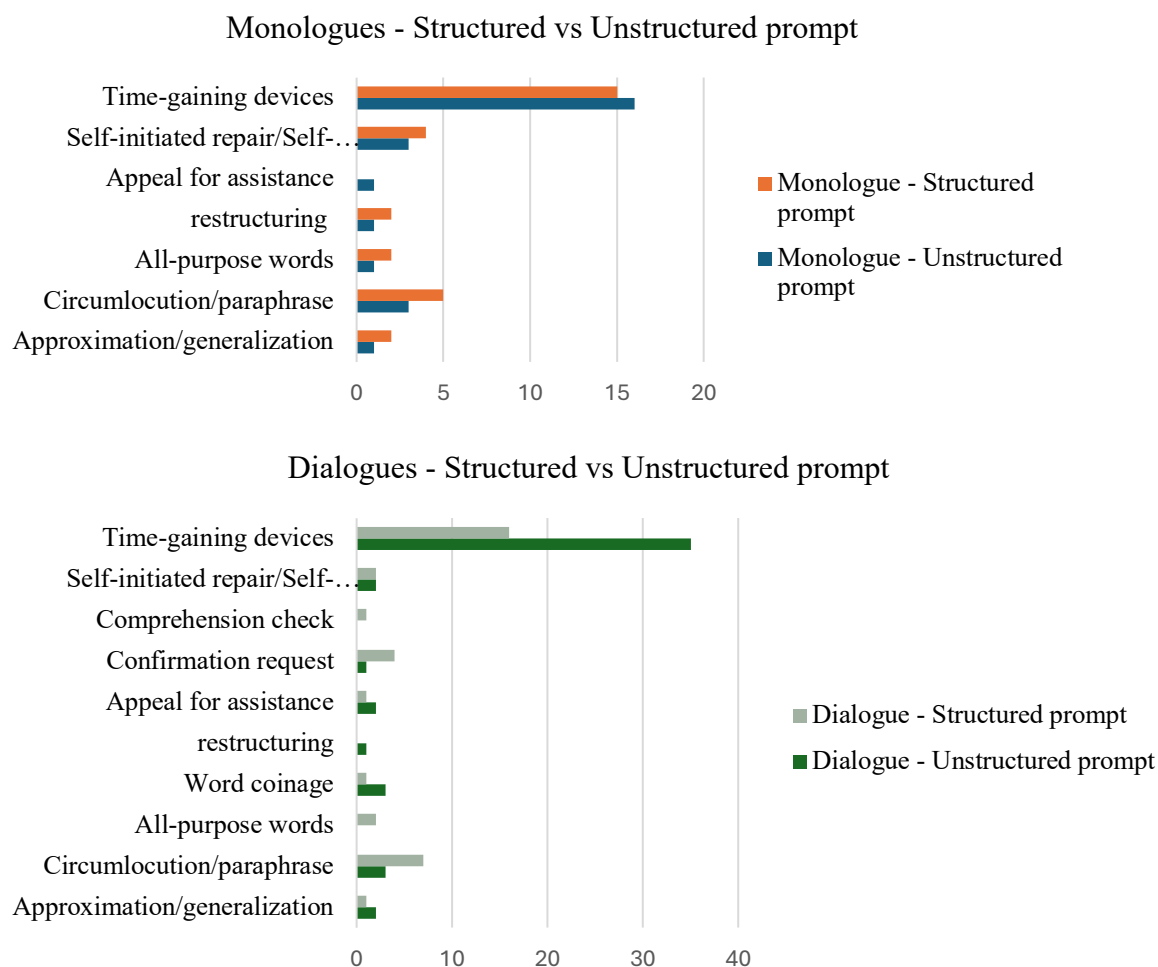 Monologues - Structured vs Unstructured prompt
Time-gaining devices
Self-initiated repair/Self-…
Appeal for assistance
restructuring
All-purpose words
Circumlocution/paraphrase
Approximation/generalization
0 5 10 15 20
Monologue - Structured
prompt
Monologue - Unstructured
prompt
Dialogues - Structured vs Unstructured prompt
Time-gaining devices
Self-initiated repair/Self-…
Comprehension check
Confirmation request
Appeal for assistance
restructuring
Word coinage
All-purpose words
Circumlocution/paraphrase
Approximation/generalization
0 10 20 30 40
Dialogue - Structured prompt
Dialogue - Unstructured prompt